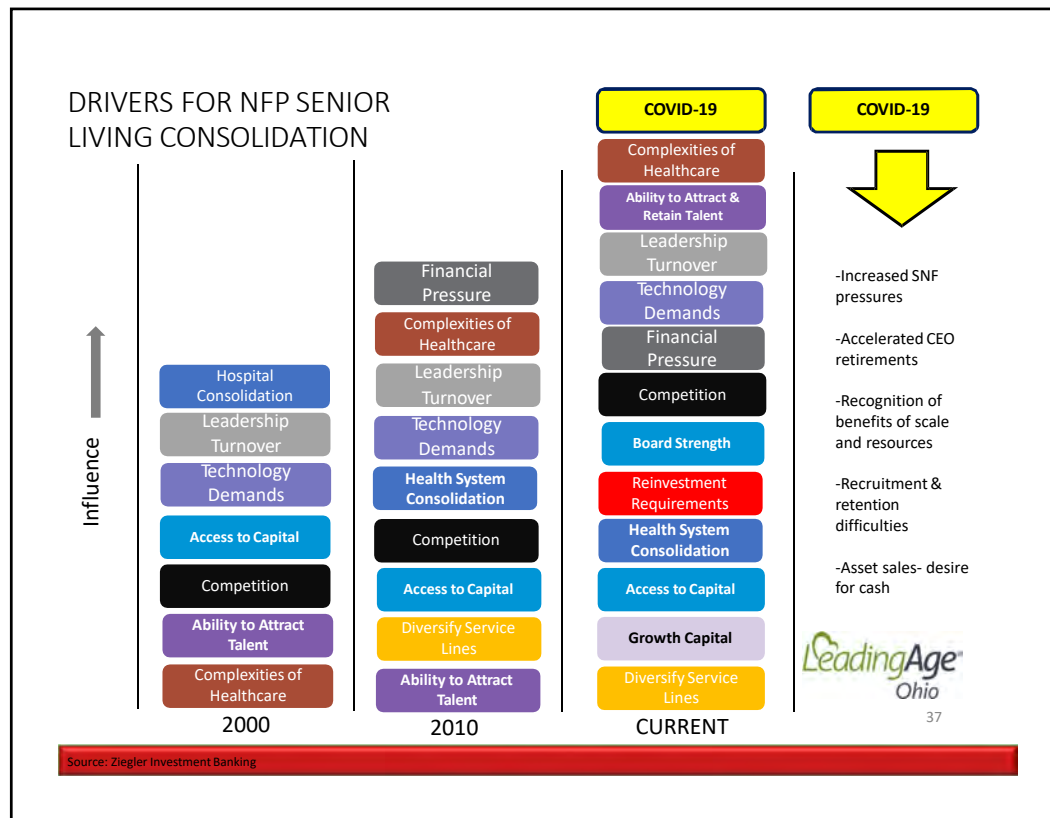 DRIVERS FOR NFP SENIOR
LIVING CONSOLIDATION
Influence
Hospital
Consolidation
Leadership
Turnover
Technology
Demands
Access to Capital
Competition
Ability to Attract
Talent
Complexities of
Healthcare
2000
Financial
Pressure
Complexities of
Healthcare
Leadership
Turnover
Technology
Demands
Health System
Consolidation
Competition
Access to Capital
Diversify Service
Lines
Ability to Attract
Talent
2010
COVID-19
Complexities of
Healthcare
Ability to Attract &
Retain Talent
Leadership
Turnover
Technology
Demands
Financial
Pressure
Competition
Board Strength
Reinvestment
Requirements
Health System
Consolidation
Access to Capital
Growth Capital
Diversify Service
Lines
CURRENT
COVID-19
-Increased SNF
pressures
-Accelerated CEO
retirements
-Recognition of
benefits of scale
and resources
-Recruitment &
retention
difficulties
-Asset sales- desire
for cash
LeadingAge®
Ohio
37
Source: Ziegler Investment Banking